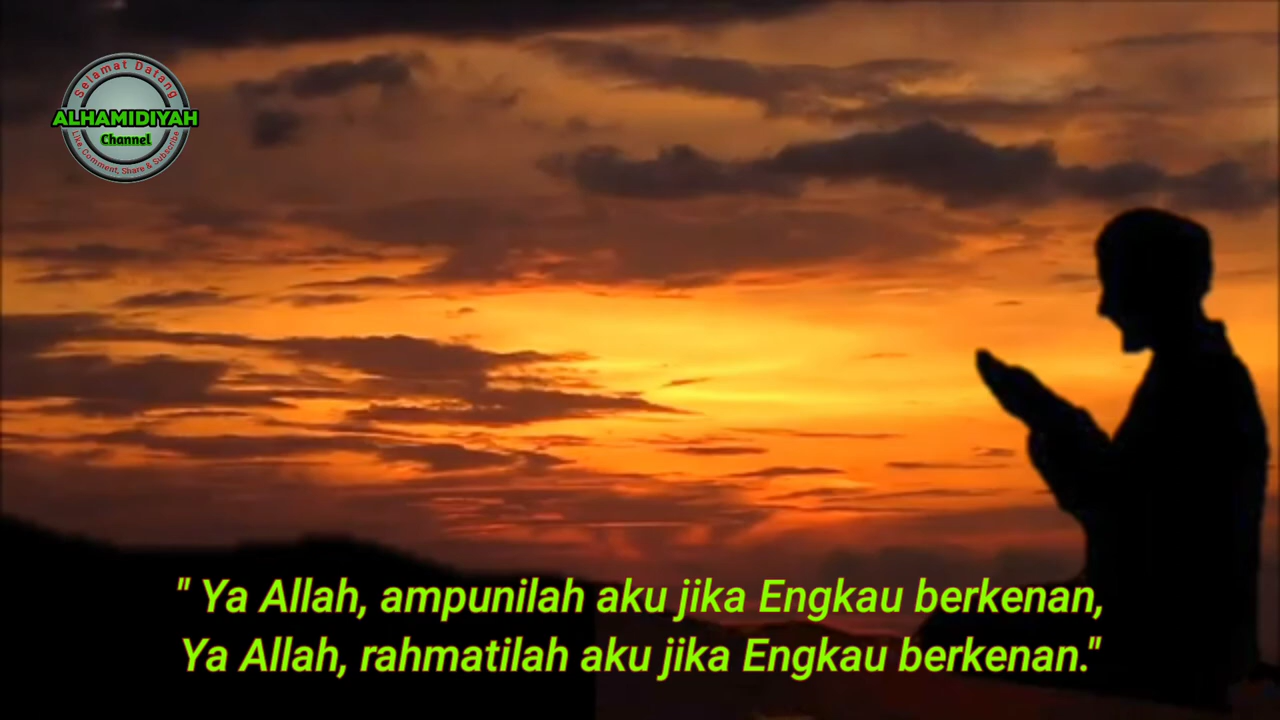 Selamat Datang
ALHAMIDIYAH
Channel
Like, Comment, Share & Subscribe
" Ya Allah, ampunilah aku jika Engkau berkenan,
Ya Allah, rahmatilah aku jika Engkau berkenan."